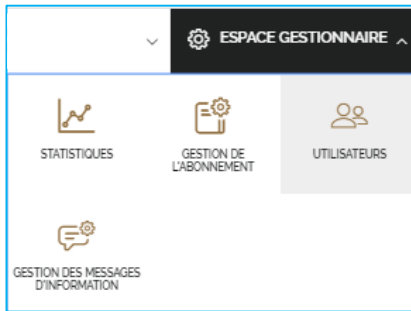 ESPACE GESTIONNAIRE
STATISTIQUES
GESTION DE
L'ABONNEMENT
UTILISATEURS
GESTION DES MESSAGES
D'INFORMATION